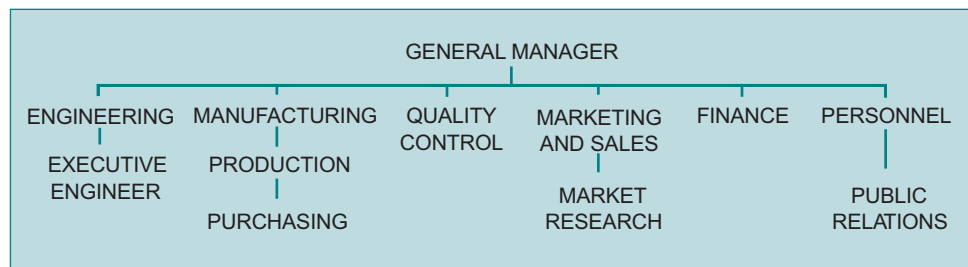 GENERAL MANAGER
ENGINEERING
MANUFACTURING
QUALITY
CONTROL
MARKETING
AND SALES
FINANCE
PERSONNEL
EXECUTIVE
ENGINEER
PRODUCTION
PURCHASING
MARKET
RESEARCH
PUBLIC
RELATIONS